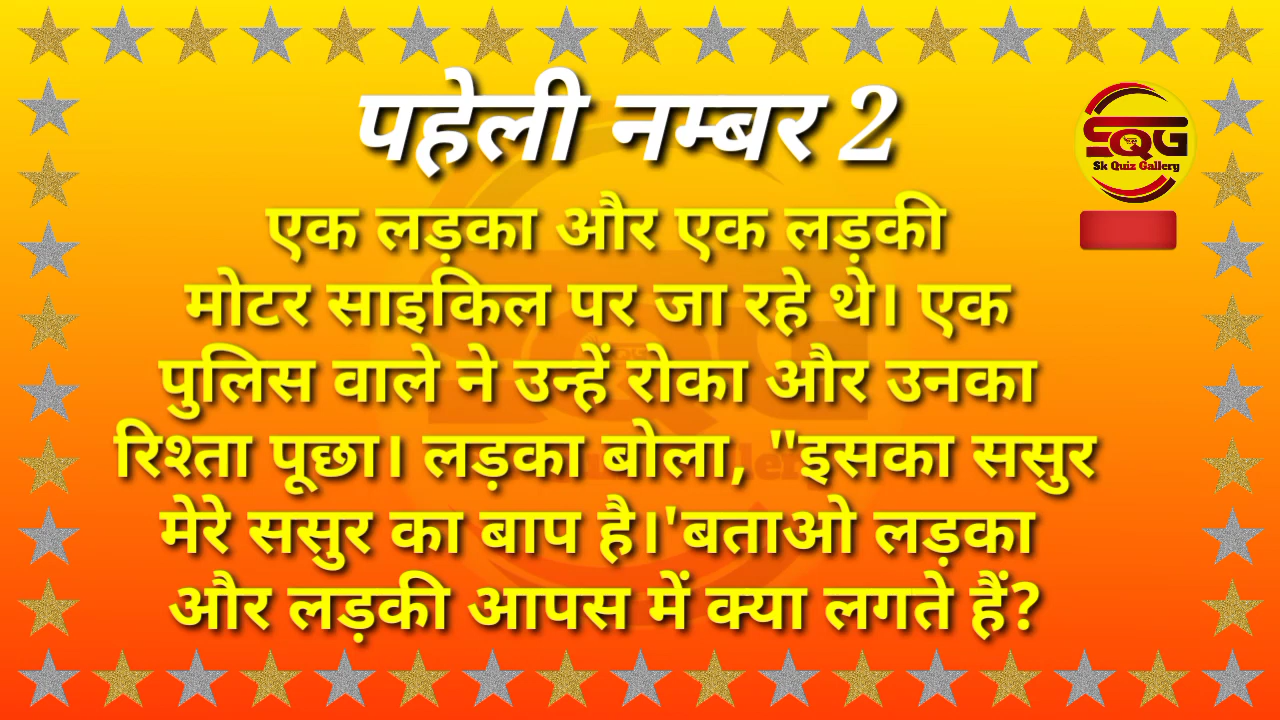 पहेली नम्बर 2
SQG
Sk Quiz Gallery
एक लड़का और एक लड़की
मोटर साइकिल पर जा रहे थे। एक
पुलिस वाले ने उन्हें रोका और उनका
रिश्ता पूछा। लड़का बोला, "इसका ससुर
मेरे ससुर का बाप है।'बताओ लड़का
और लड़की आपस में क्या लगते हैं?